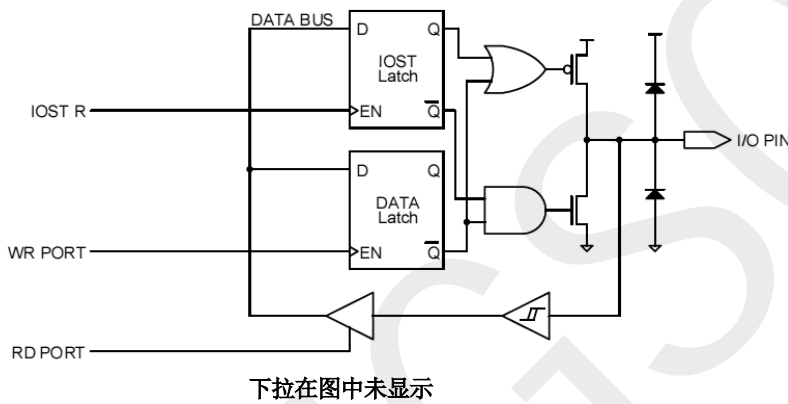 DATA BUS
D
Q
IOST
Latch
IOST R
EN
Q
I/O PIN
D
Q
DATA
Latch
WR PORT
EN
Q
RD PORT
下拉在图中未显示